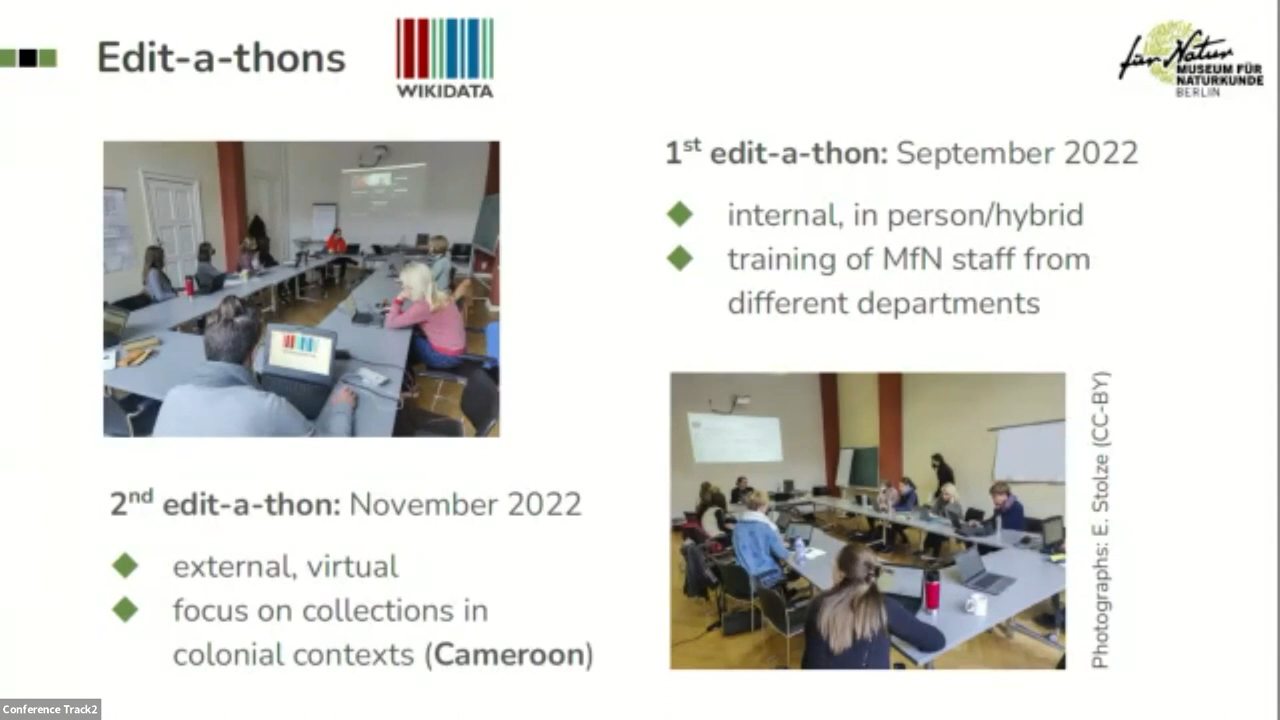 Edit-a-thons
WIKIDATA
für Natur
MUSEUM FÜR
NATURKUNDE
BERLIN
1st edit-a-thon: September 2022
internal, in person/hybrid
training of MfN staff from
different departments
2nd edit-a-thon: November 2022
external, virtual
focus on collections in
colonial contexts (Cameroon)
Photographs: E. Stolze (CC-BY)
Conference Track2